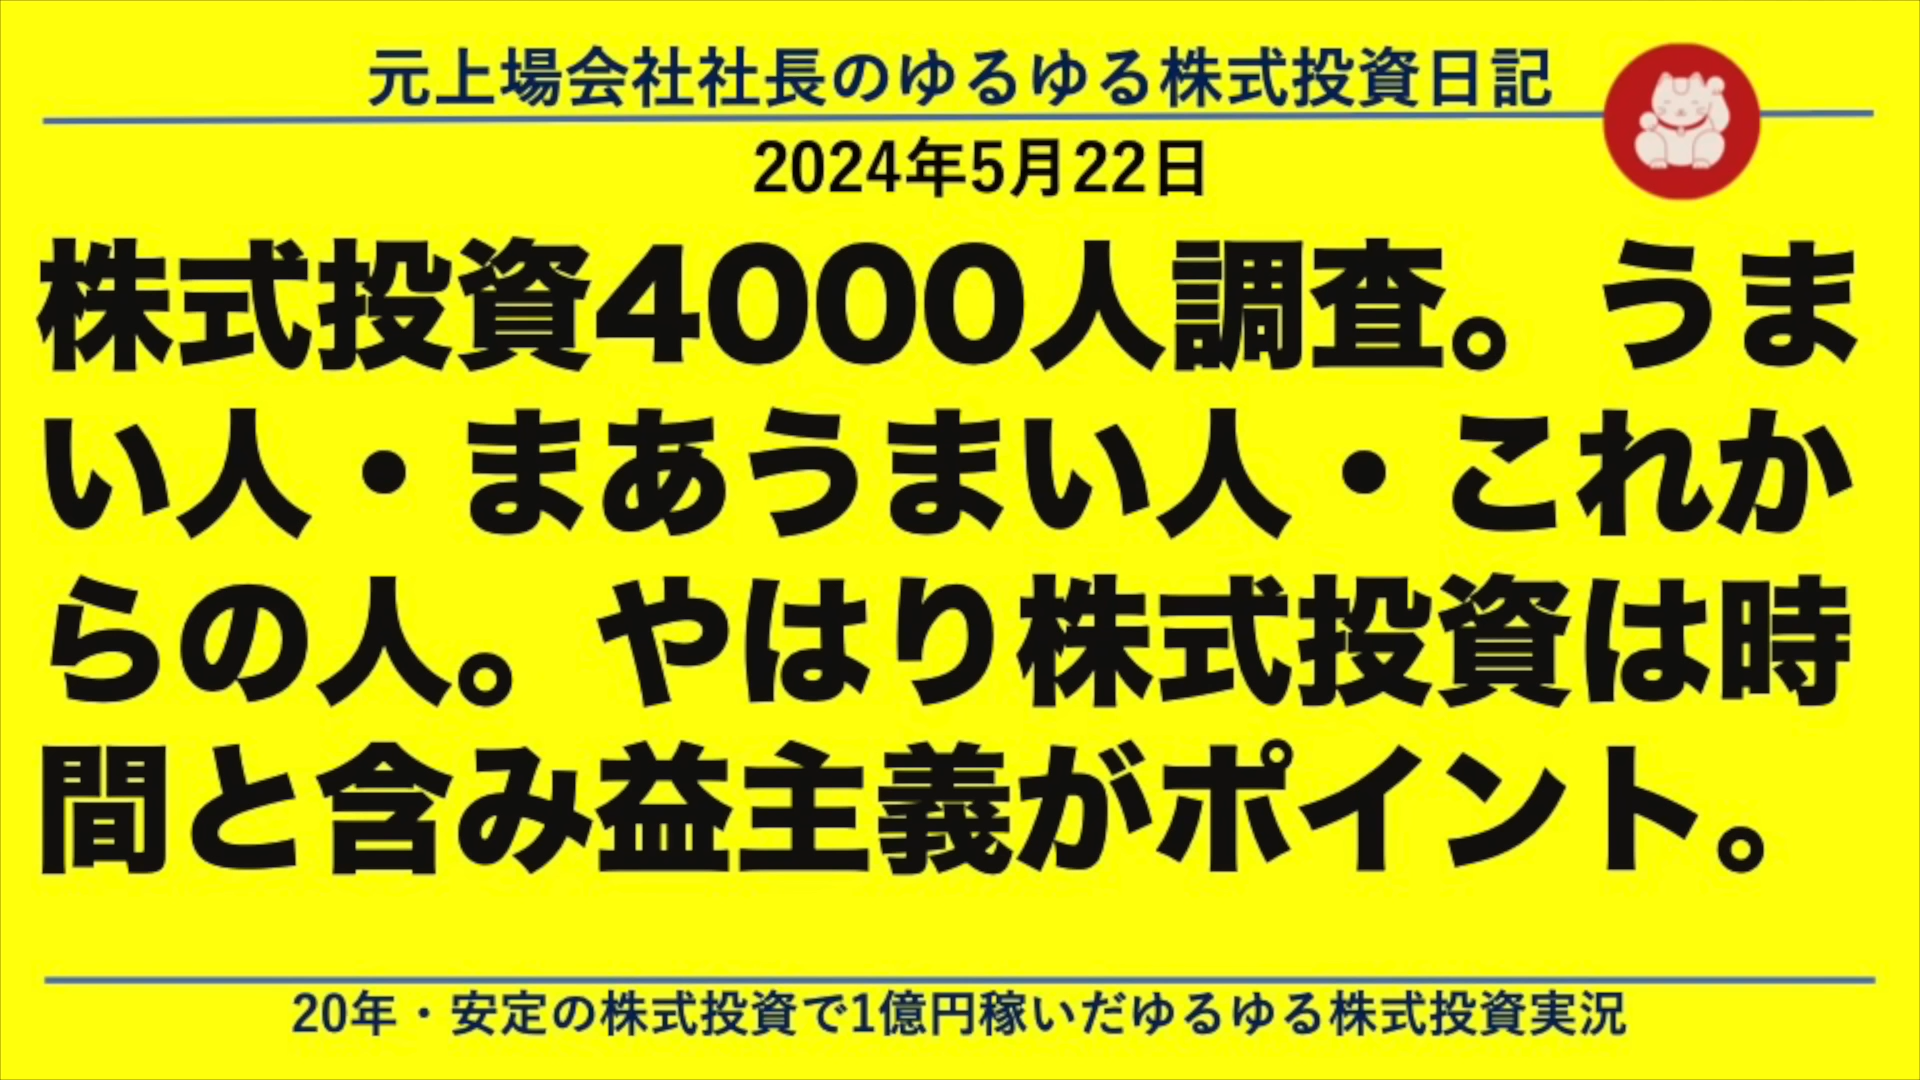 元上場会社社長のゆるゆる株式投資日記
2024年5月22日
株式投資4000人調査。うま
い人・まあうまい人・これか
らの人。やはり株式投資は時
間と含み益主義がポイント。
20年・安定の株式投資で1億円稼いだゆるゆる株式投資実況